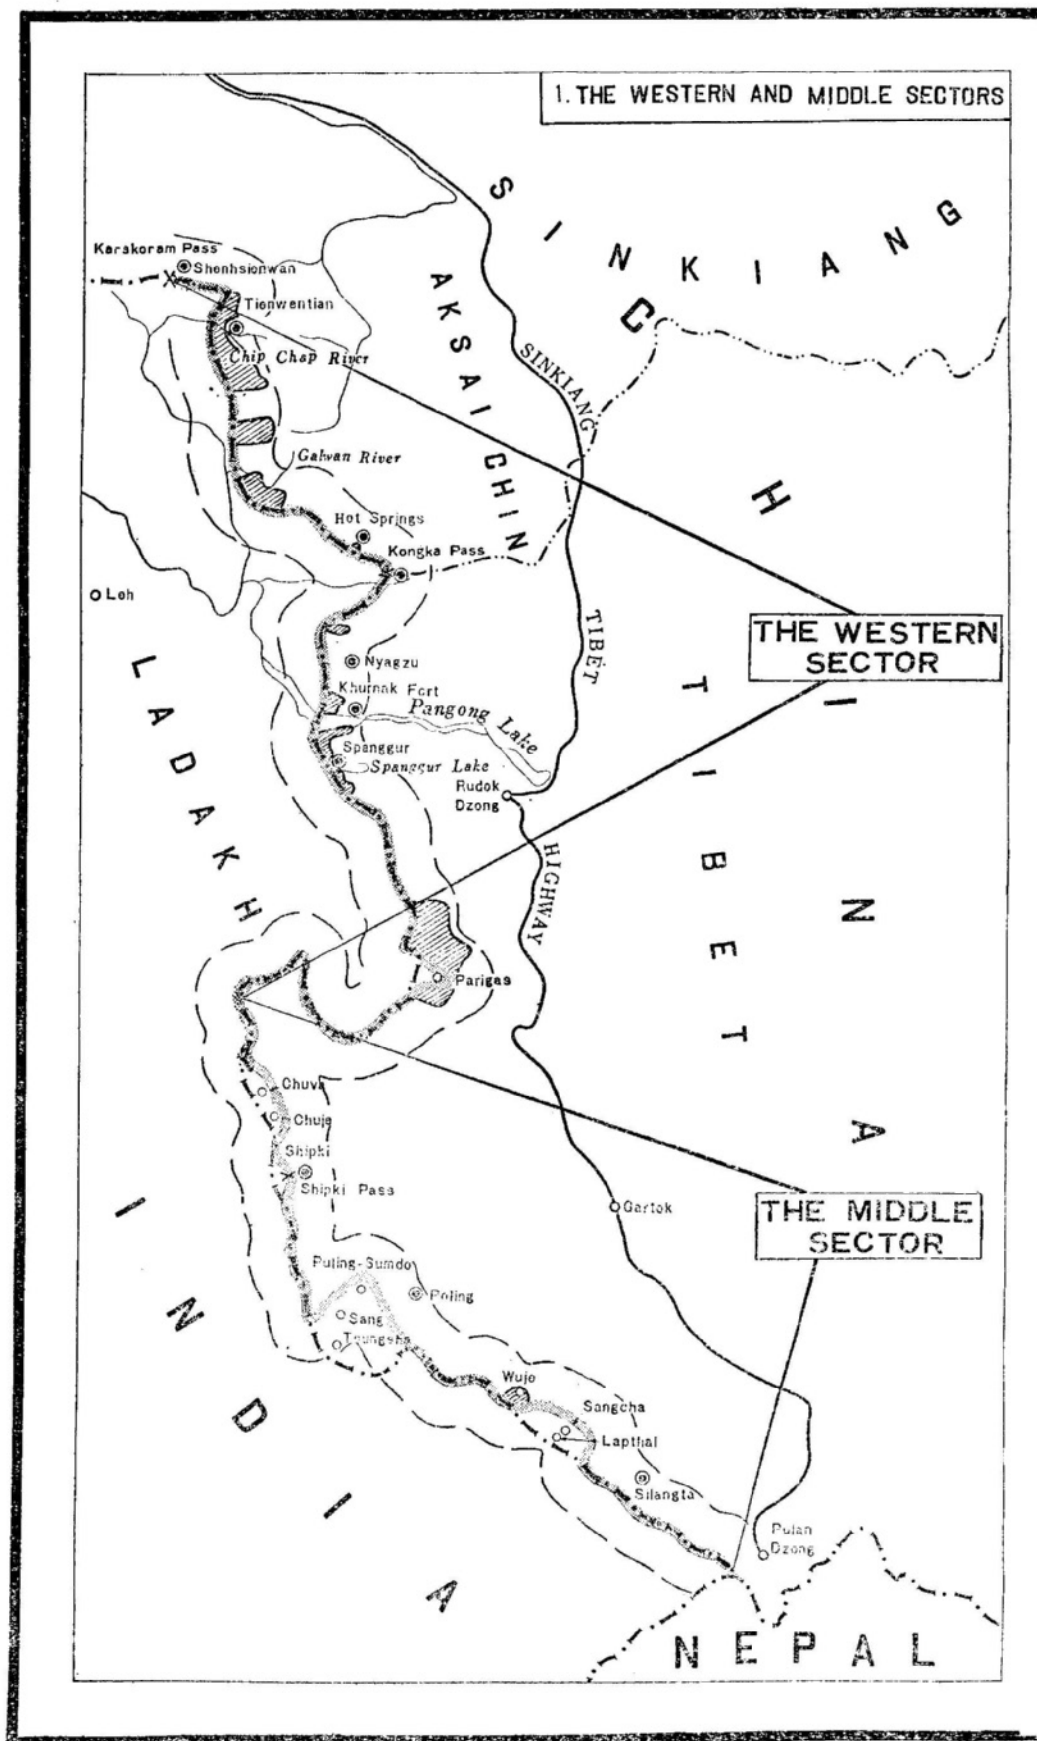 1. THE WESTERN AND MIDDLE SECTORS
SINKIANG
CHINA
AKSAI CHIN
Karakoram Pass
Shenhsienwan
Tienwentian
Chip Chap River
SINKIANG
Galwan River
Hot Springs
Kongka Pass
Leh
THE WESTERN
SECTOR
TIBET
LADAKH
TIBET
Nyagzu
Khurnak Fort
Pangong Lake
Spanggur
Spanggur Lake
Rudok
Dzong
HIGHWAY
Parigas
Chuva
Chuje
Shipki
Shipki Pass
Gartok
THE MIDDLE
SECTOR
INDIA
Puling-Sumdo
Poling
Sang
Wuje
Sangcha
Lapthal
Silangta
Pulan
Dzong
NEPAL